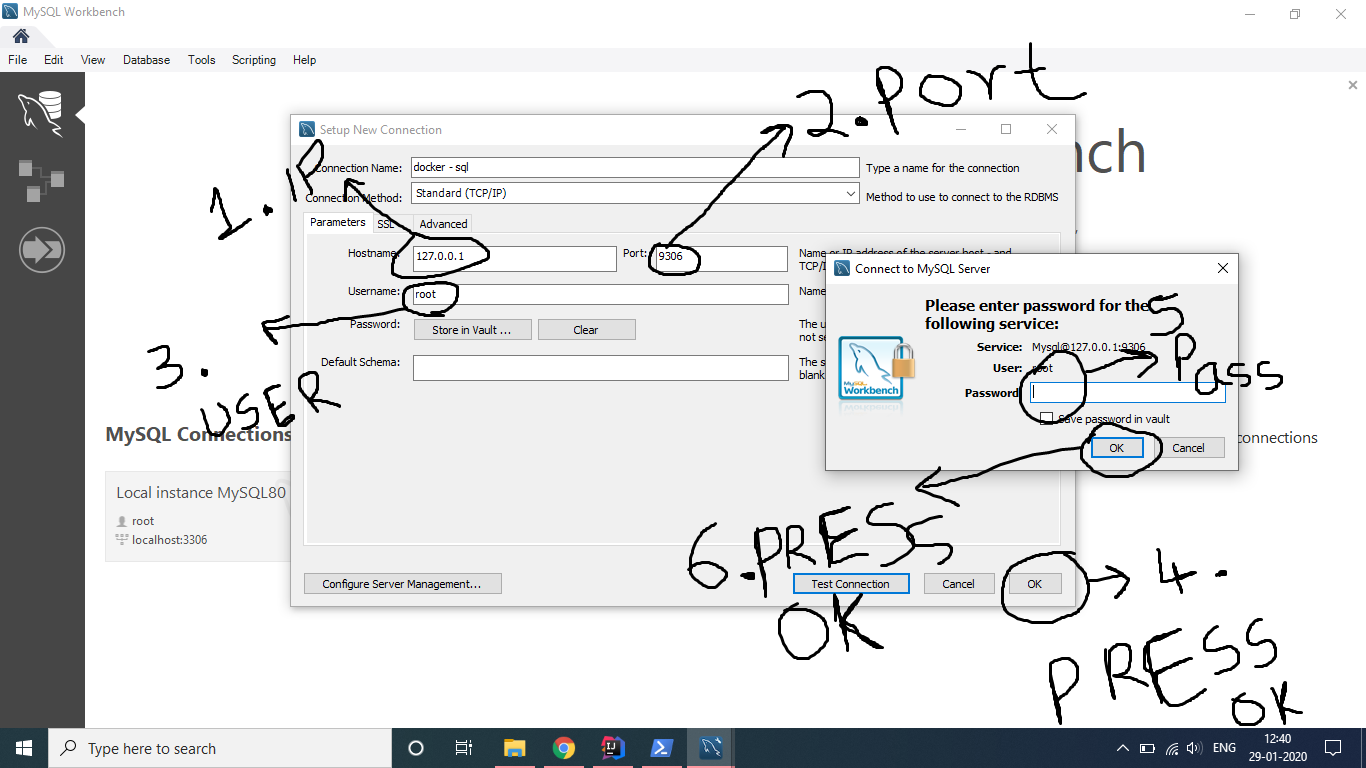 MySQL Workbench
File Edit View Database Tools Scripting Help
2.Port
nch
Setup New Connection
1.IP
Connection Name: docker - sql Type a name for the connection
Connection Method: Standard (TCP/IP) Method to use to connect to the RDBMS
Parameters SSL Advanced
Hostname: 127.0.0.1 Port: 9306 Name or IP address of the server host - and
TCP/I
Username: root Name
Password: Store in Vault ... Clear The u
not se
Default Schema: The s
blank
3.
USER
Connect to MySQL Server
Please enter password for the
following service:
Service: Mysql@127.0.0.1:9306
User: root
Password
Save password in vault
OK Cancel
MySQL
Workbench
5
Pass
MySQL Connections
connections
Local instance MySQL80
root
localhost:3306
6.PRESS
OK
Configure Server Management... Test Connection Cancel OK
4.
PRESS
OK
Type here to search
ENG
12:40
29-01-2020